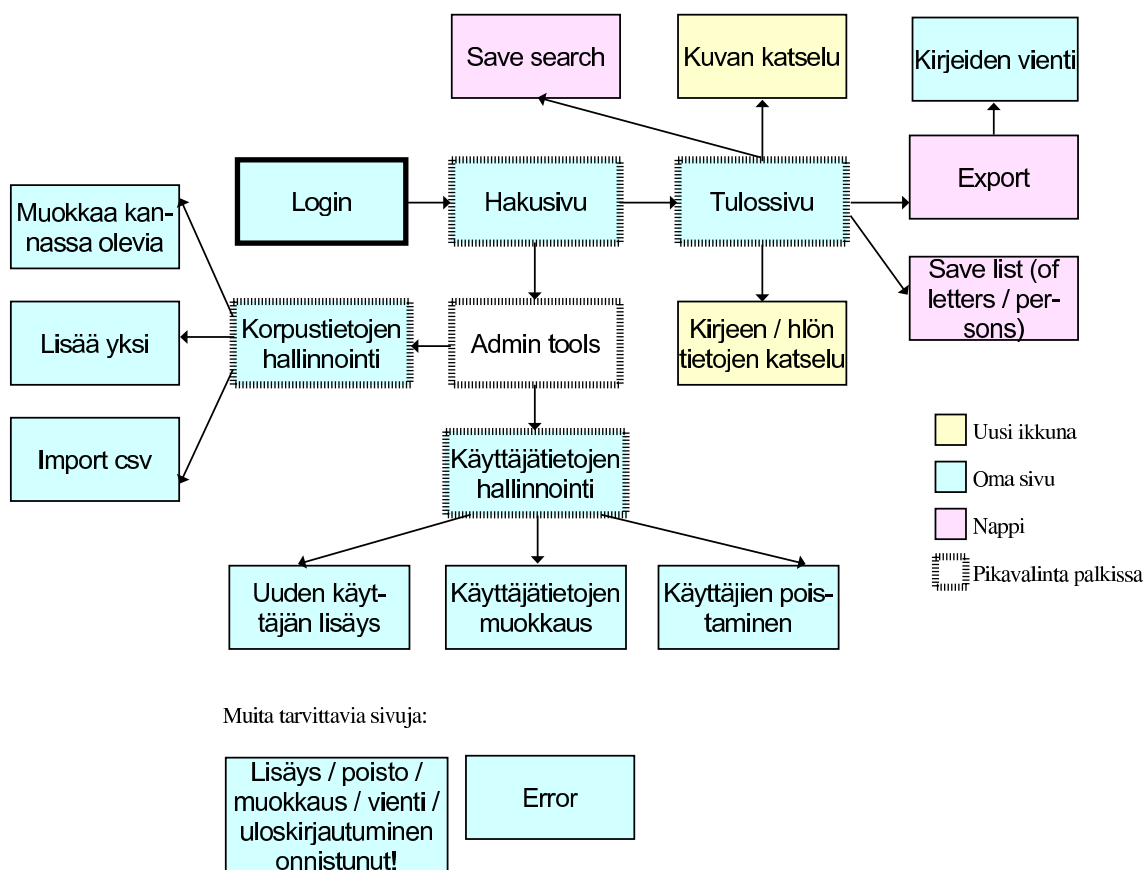 Save search
Kuvan katselu
Kirjeiden vienti
Login
Hakusivu
Tulossivu
Export
Muokkaa kan-
nassa olevia
Save list (of
letters / per-
sons)
Lisää yksi
Korpustietojen
hallinnointi
Admin tools
Kirjeen / hlön
tietojen katselu
Import csv
Käyttäjätietojen
hallinnointi
Uusi ikkuna
Oma sivu
Nappi
Pikavalinta palkissa
Uuden käyt-
täjän lisäys
Käyttäjätietojen
muokkaus
Käyttäjien pois-
taminen
Muita tarvittavia sivuja:
Lisäys / poisto /
muokkaus / vienti /
uloskirjautuminen
onnistunut!
Error